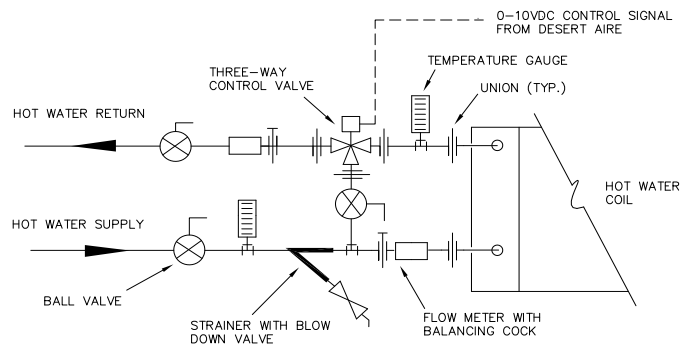 0-10VDC CONTROL SIGNAL
FROM DESERT AIRE
TEMPERATURE GAUGE
THREE-WAY
CONTROL VALVE
UNION (TYP.)
HOT WATER RETURN
HOT WATER
COIL
HOT WATER SUPPLY
BALL VALVE
STRAINER WITH BLOW
DOWN VALVE
FLOW METER WITH
BALANCING COCK